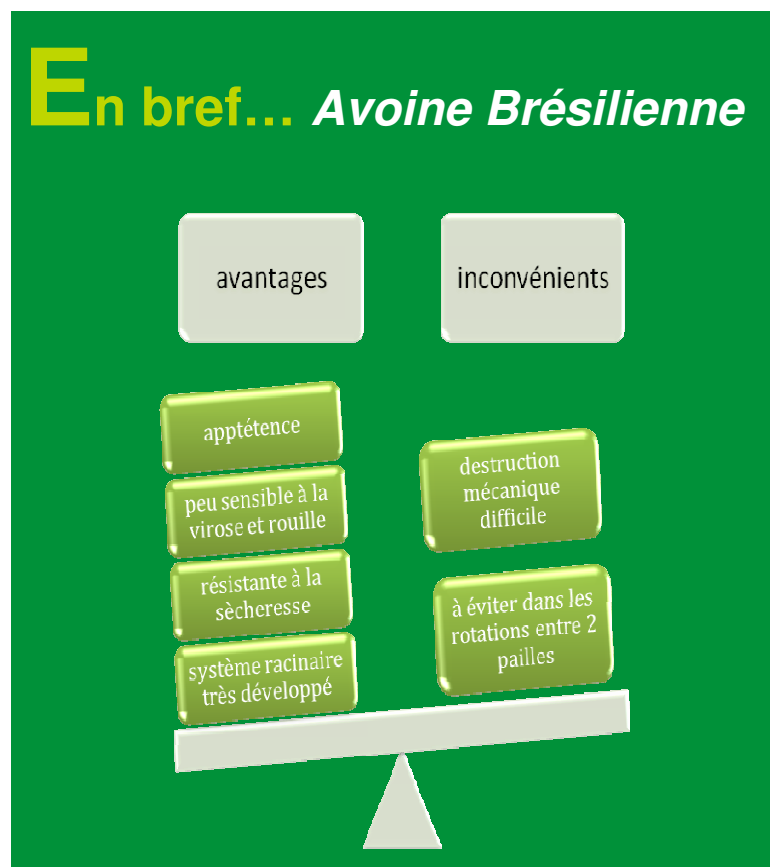 En bref... Avoine Brésilienne
avantages
inconvénients
apptétence
peu sensible à la
virose et rouille
résistante à la
sècheresse
système racinaire
très développé
destruction
mécanique
difficile
à éviter dans les
rotations entre 2
pailles